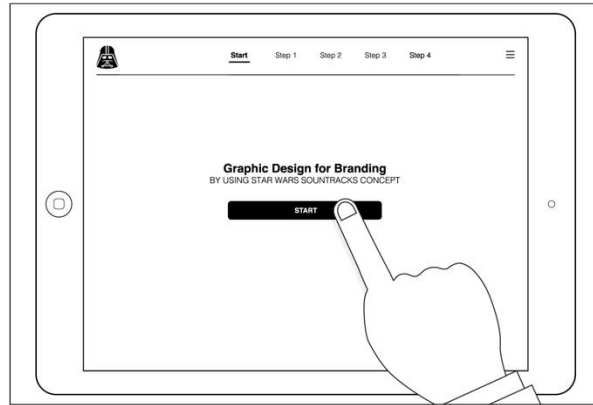 Start Step 1 Step 2 Step 3 Step 4
Graphic Design for Branding
BY USING STAR WARS SOUNTRACKS CONCEPT
START